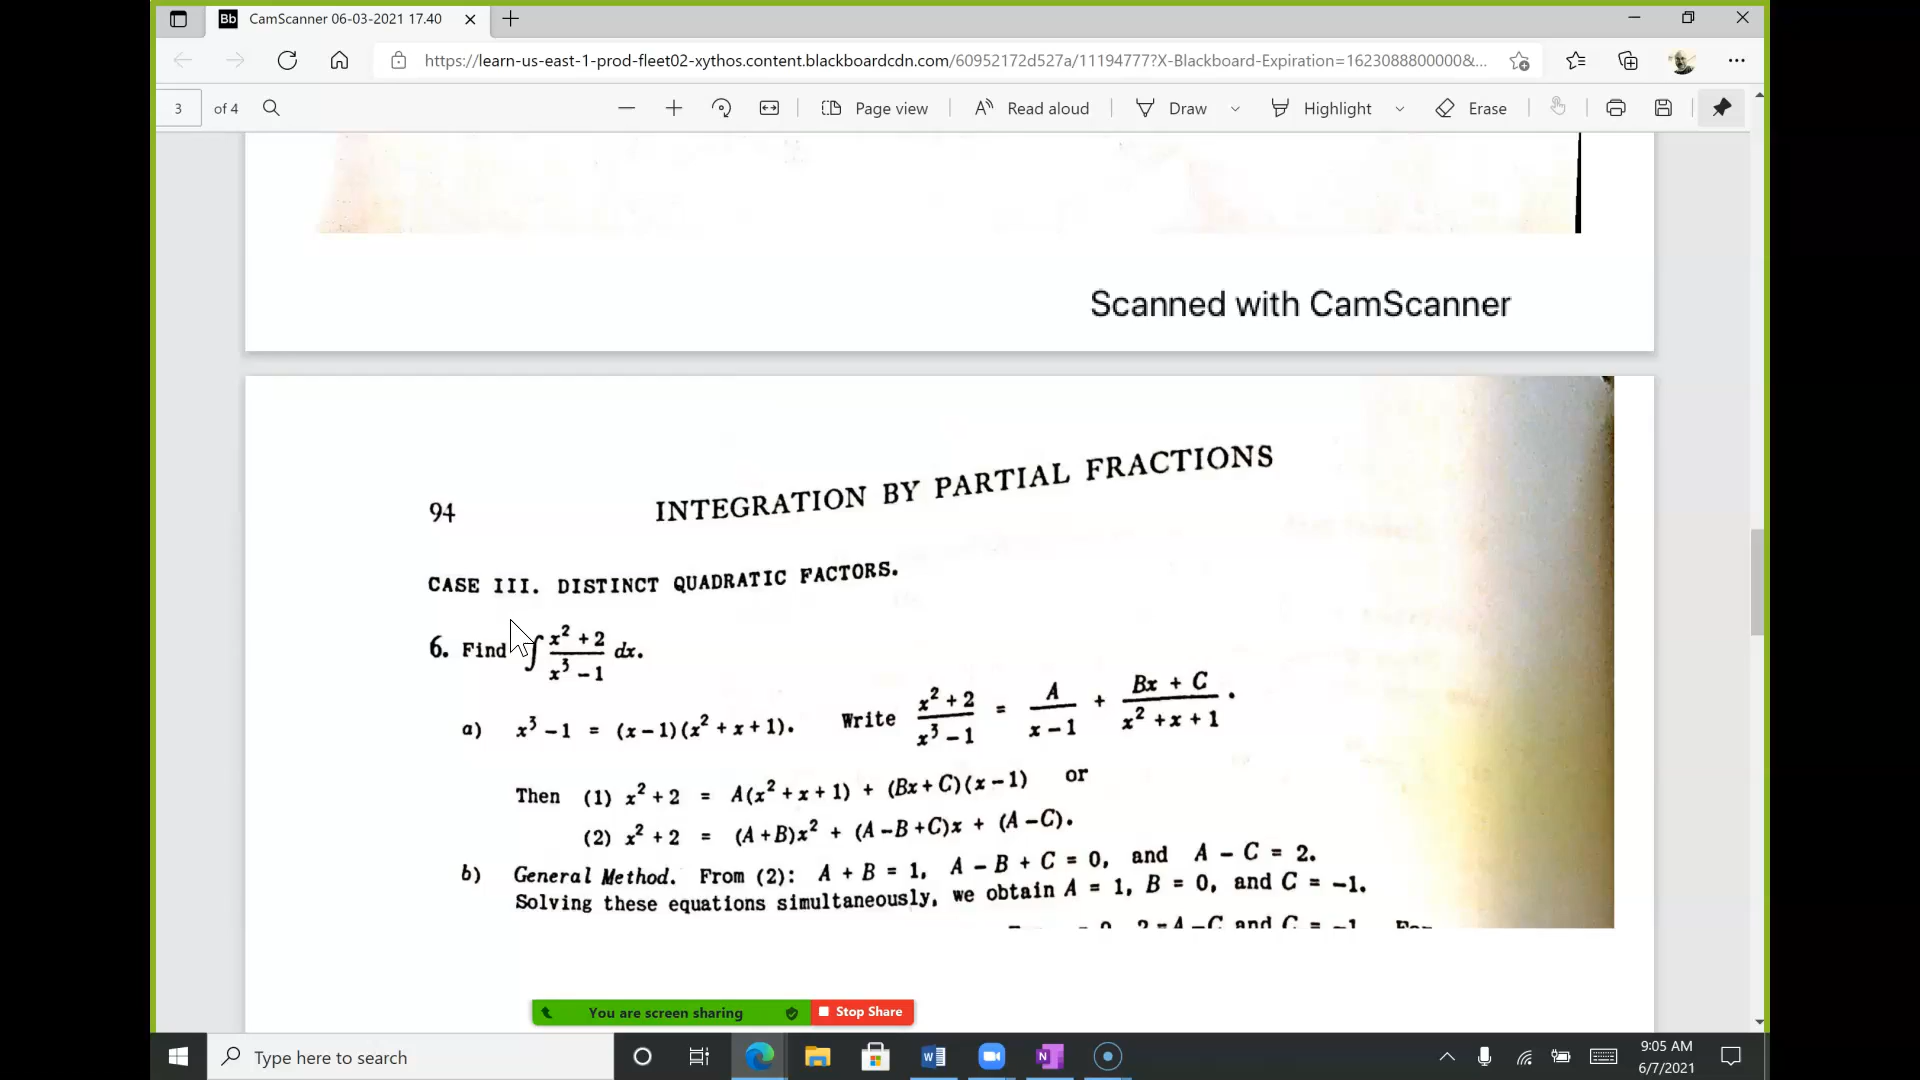 CamScanner 06-03-2021 17.40
https://learn-us-east-1-prod-fleet02-xythos.content.blackboardcdn.com/60952172d527a/11194777?X-Blackboard-Expiration=1623088800000&...
3 of 4 Page view Read aloud Draw Highlight Erase
Scanned with CamScanner
94 INTEGRATION BY PARTIAL FRACTIONS
CASE III. DISTINCT QUADRATIC FACTORS.
6. Find ∫ (x² + 2)/(x³ − 1) dx.
a) x³ − 1 = (x − 1)(x² + x + 1). Write (x² + 2)/(x³ − 1) = A/(x − 1) + (Bx + C)/(x² + x + 1).
Then (1) x² + 2 = A(x² + x + 1) + (Bx + C)(x − 1) or
(2) x² + 2 = (A + B)x² + (A − B + C)x + (A − C).
b) General Method. From (2): A + B = 1, A − B + C = 0, and A − C = 2.
Solving these equations simultaneously, we obtain A = 1, B = 0, and C = −1.
0, 2 = A − C and C = −1
You are screen sharing Stop Share
Type here to search
9:05 AM
6/7/2021